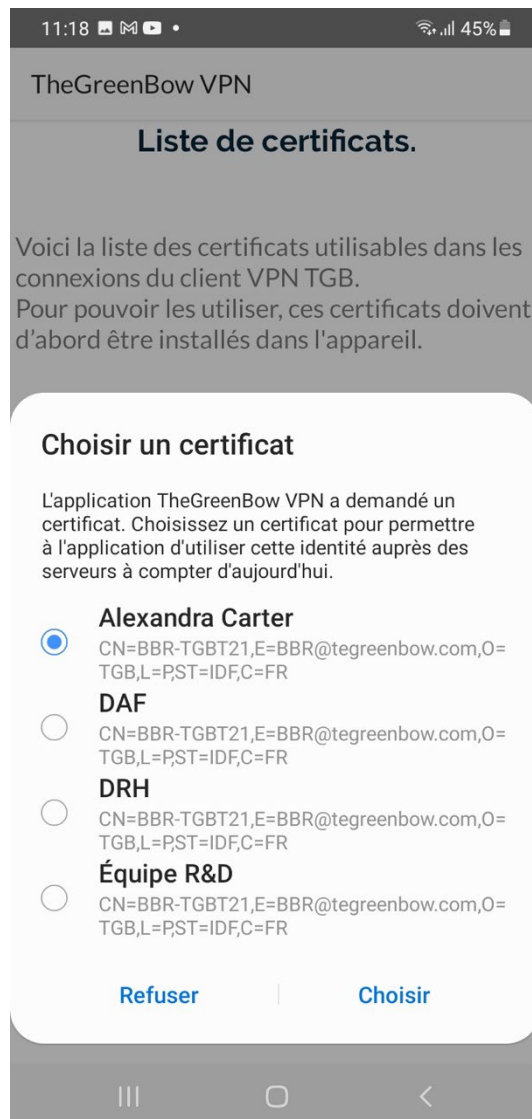 11:18 45%
TheGreenBow VPN
Liste de certificats.
Voici la liste des certificats utilisables dans les
connexions du client VPN TGB.
Pour pouvoir les utiliser, ces certificats doivent
d'abord être installés dans l'appareil.
Choisir un certificat
L'application TheGreenBow VPN a demandé un
certificat. Choisissez un certificat pour permettre
à l'application d'utiliser cette identité auprès des
serveurs à compter d'aujourd'hui.
Alexandra Carter
CN=BBR-TGBT21,E=BBR@tegreenbow.com,O=
TGB,L=P,ST=IDF,C=FR
DAF
CN=BBR-TGBT21,E=BBR@tegreenbow.com,O=
TGB,L=P,ST=IDF,C=FR
DRH
CN=BBR-TGBT21,E=BBR@tegreenbow.com,O=
TGB,L=P,ST=IDF,C=FR
Équipe R&D
CN=BBR-TGBT21,E=BBR@tegreenbow.com,O=
TGB,L=P,ST=IDF,C=FR
Refuser Choisir